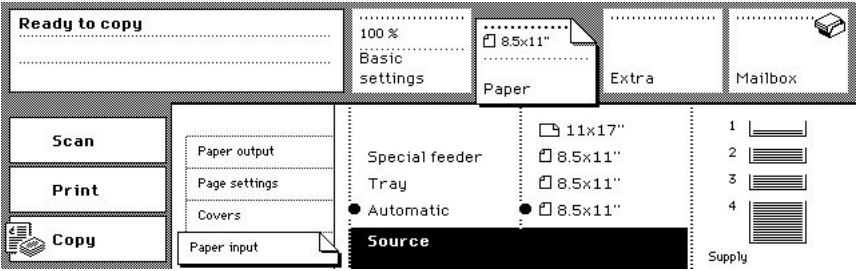 Ready to copy
100 %
Basic
settings
8.5x11"
Paper
Extra
Mailbox
Scan
Print
Copy
Paper output
Page settings
Covers
Paper input
Special feeder
Tray
Automatic
Source
11x17"
8.5x11"
8.5x11"
8.5x11"
1
2
3
4
Supply